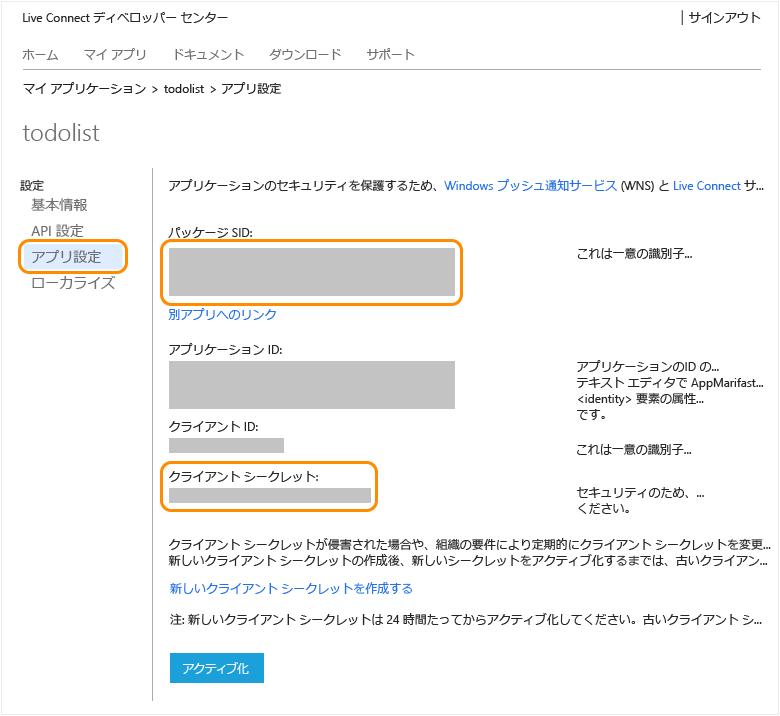 Live Connect ディベロッパー センター
サインアウト
ホーム マイ アプリ ドキュメント ダウンロード サポート
マイ アプリケーション > todolist > アプリ設定
todolist
設定
基本情報
API 設定
アプリ設定
ローカライズ
アプリケーションのセキュリティを保護するため、Windows プッシュ通知サービス (WNS) と Live Connect サ...
パッケージ SID:
これは一意の識別子...
別アプリへのリンク
アプリケーション ID:
アプリケーションのID の...
テキスト エディタで AppMarifast...
<identity> 要素の属性...
です。
クライアント ID:
これは一意の識別子...
クライアント シークレット:
セキュリティのため、...
ください。
クライアント シークレットが侵害された場合や、組織の要件により定期的にクライアント シークレットを変更...
新しいクライアント シークレットの作成後、新しいシークレットをアクティブ化するまでは、古いクライアン...
新しいクライアント シークレットを作成する
注: 新しいクライアント シークレットは 24 時間たってからアクティブ化してください。古いクライアント シ...
アクティブ化